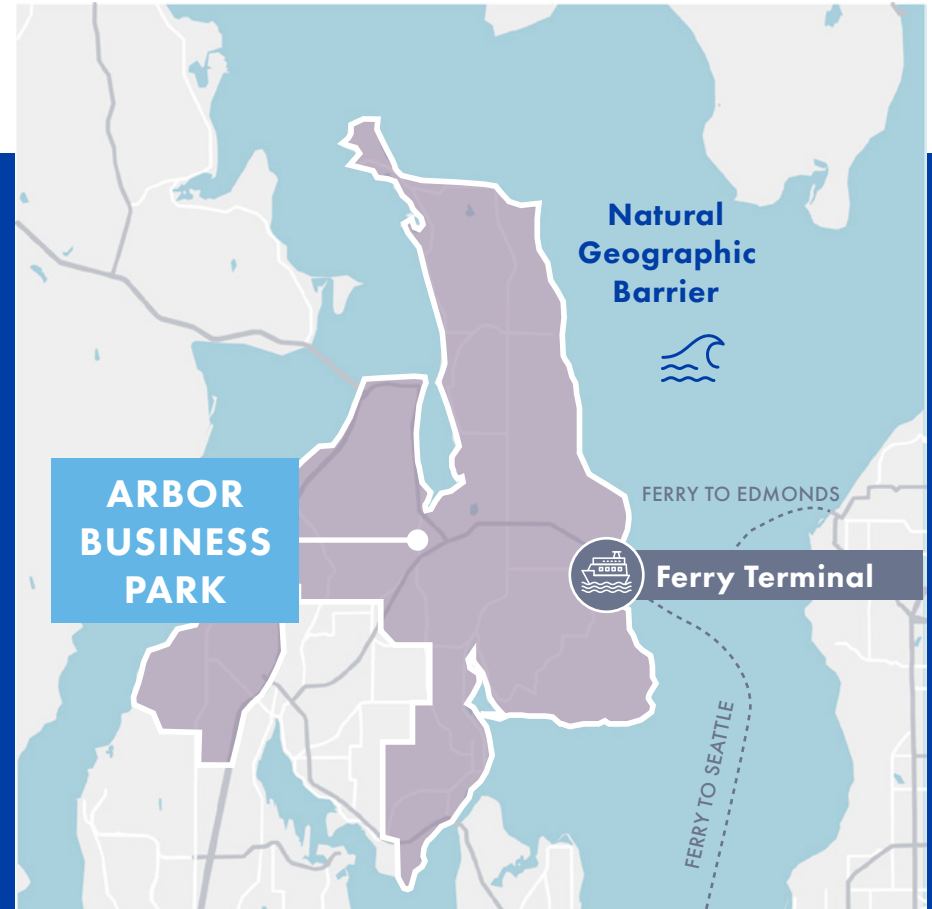 Natural
Geographic
Barrier
ARBOR
BUSINESS
PARK
FERRY TO EDMONDS
Ferry Terminal
FERRY TO SEATTLE